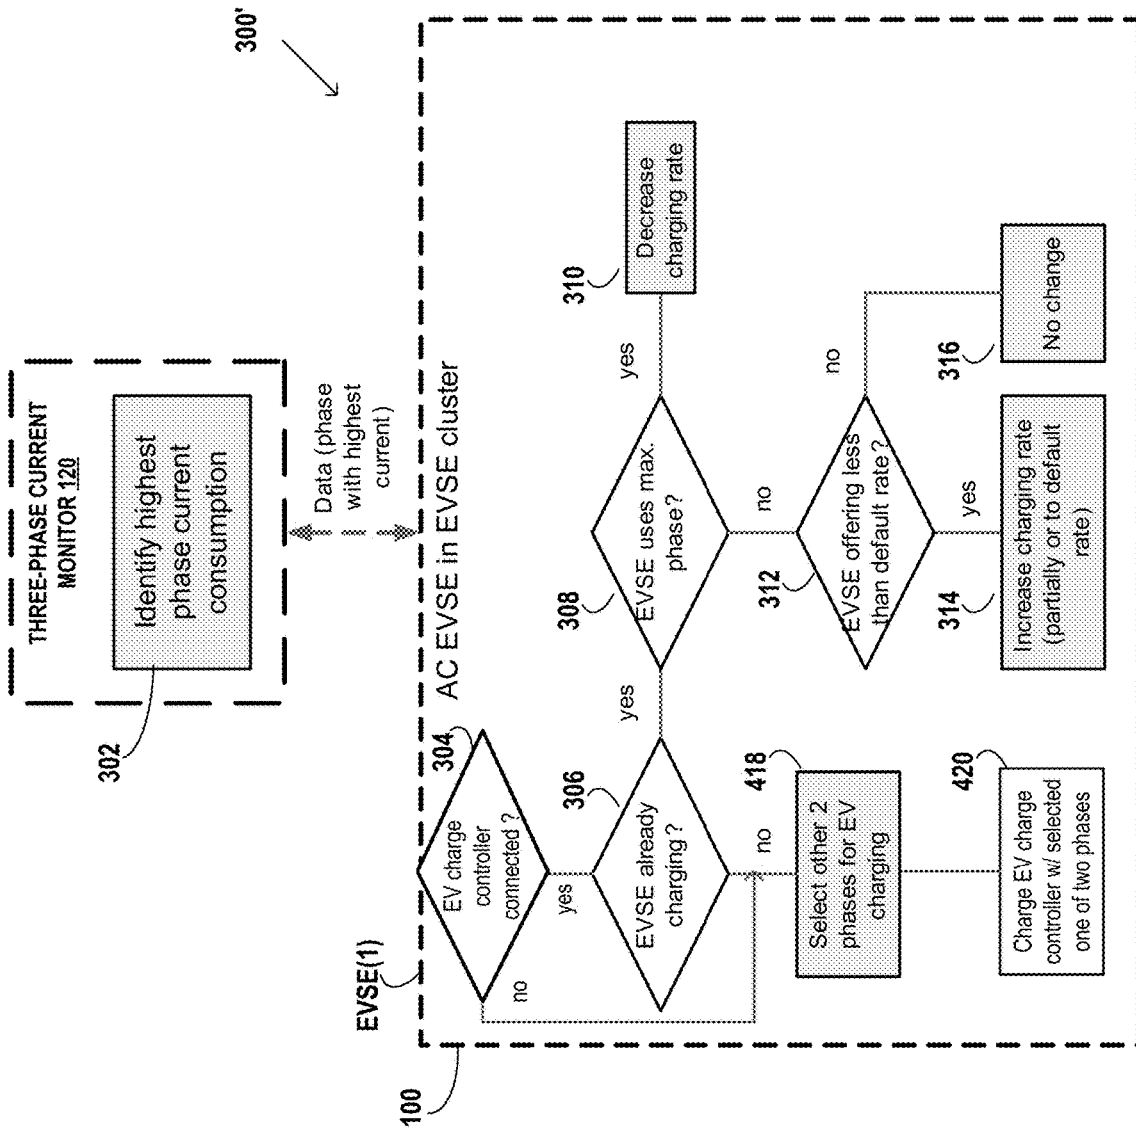 300'
THREE-PHASE CURRENT
MONITOR 120
Identify highest
phase current
consumption
302
Data (phase
with highest
current)
EVSE(1)
100
AC EVSE in EVSE cluster
304
EV charge
controller
connected ?
no
yes
306
EVSE already
charging?
yes
no
308
EVSE uses max.
phase?
yes
no
310
Decrease
charging rate
418
Select other 2
phases for EV
charging
312
EVSE offering less
than default rate?
no
yes
420
Charge EV charge
controller w/ selected
one of two phases
314
Increase charging rate
(partially or to default
rate)
316
No change